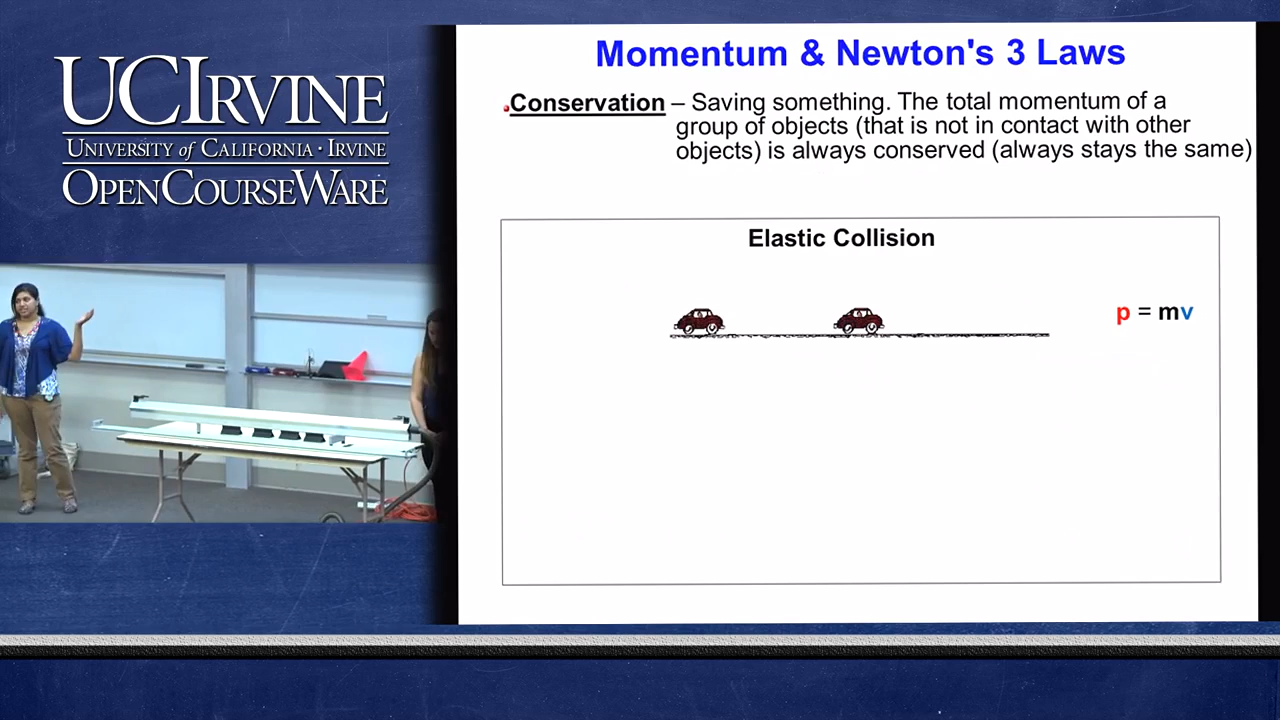 UCIRVINE
UNIVERSITY of CALIFORNIA · IRVINE
OPENCOURSEWARE
Momentum & Newton's 3 Laws
Conservation – Saving something. The total momentum of a
group of objects (that is not in contact with other
objects) is always conserved (always stays the same)
Elastic Collision
p = mv